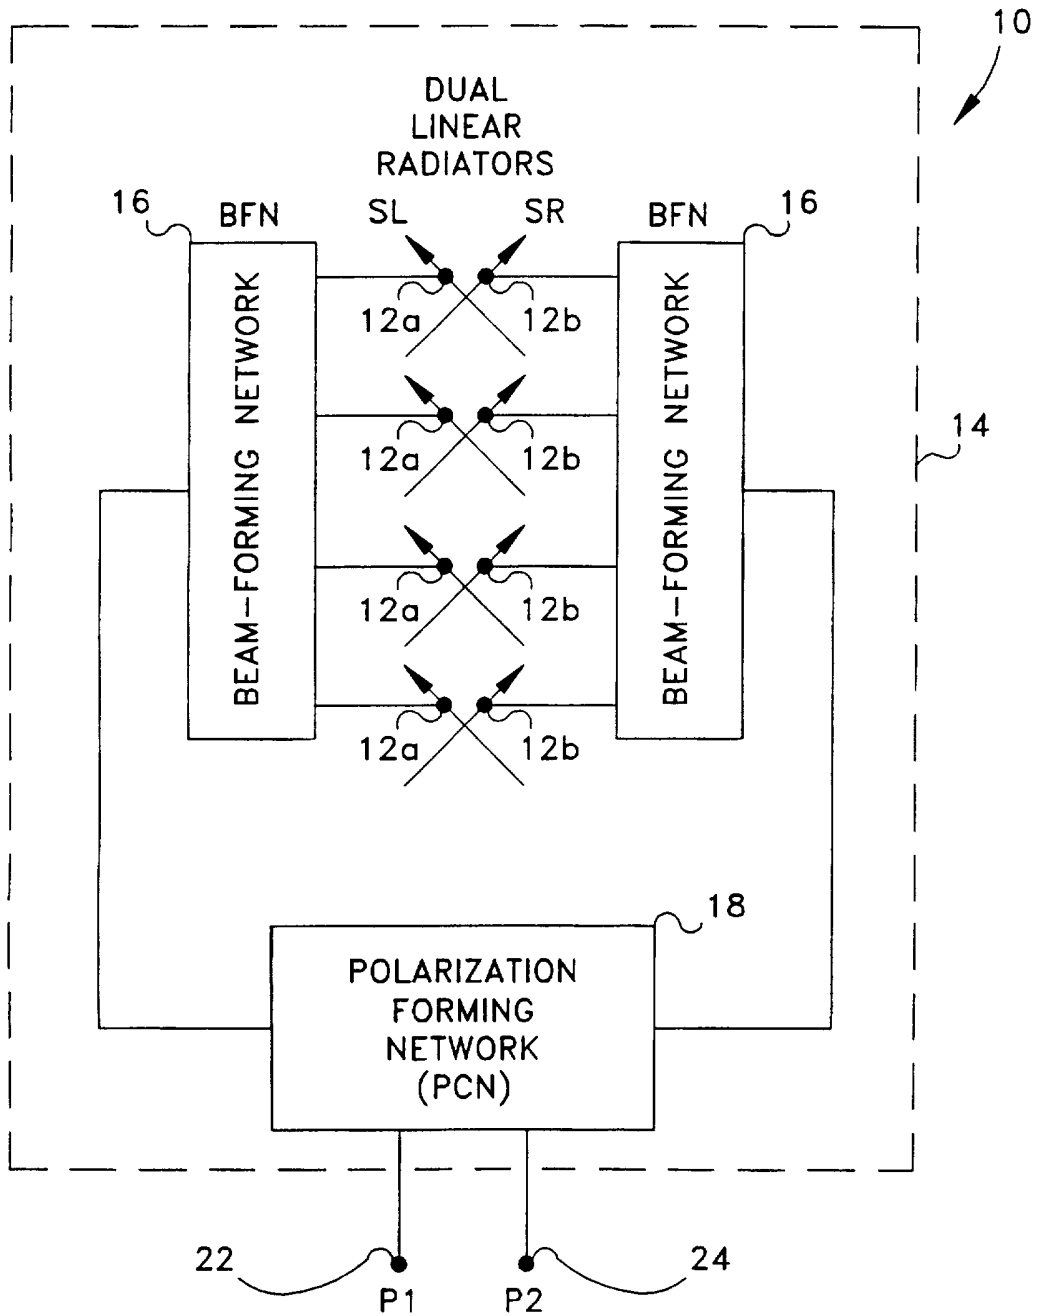 10
DUAL
LINEAR
RADIATORS
16
BFN
SL
SR
BFN
16
BEAM-FORMING NETWORK
12a
12b
BEAM-FORMING NETWORK
12a
12b
14
12a
12b
12a
12b
18
POLARIZATION
FORMING
NETWORK
(PCN)
22
24
P1
P2